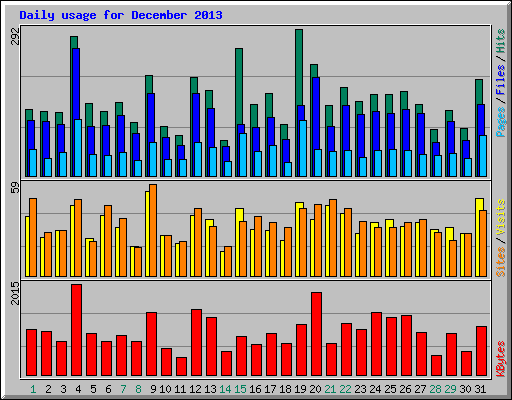 Daily usage for December 2013
292
Pages / Files / Hits
59
Sites / Visits
2015
KBytes
1 2 3 4 5 6 7 8 9 10 11 12 13 14 15 16 17 18 19 20 21 22 23 24 25 26 27 28 29 30 31